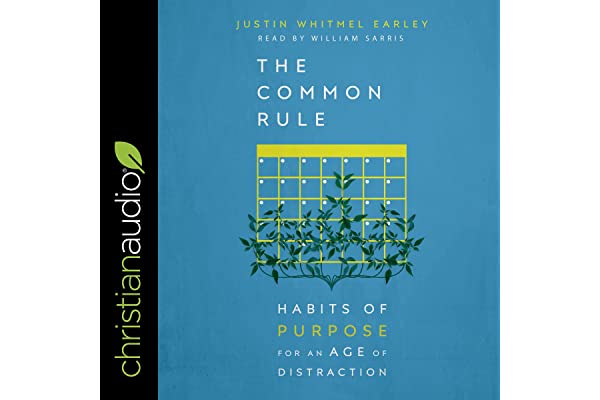 JUSTIN WHITMEL EARLEY
READ BY WILLIAM SARRIS
THE
COMMON
RULE
HABITS OF
PURPOSE
FOR AN AGE OF
DISTRACTION
christianaudio